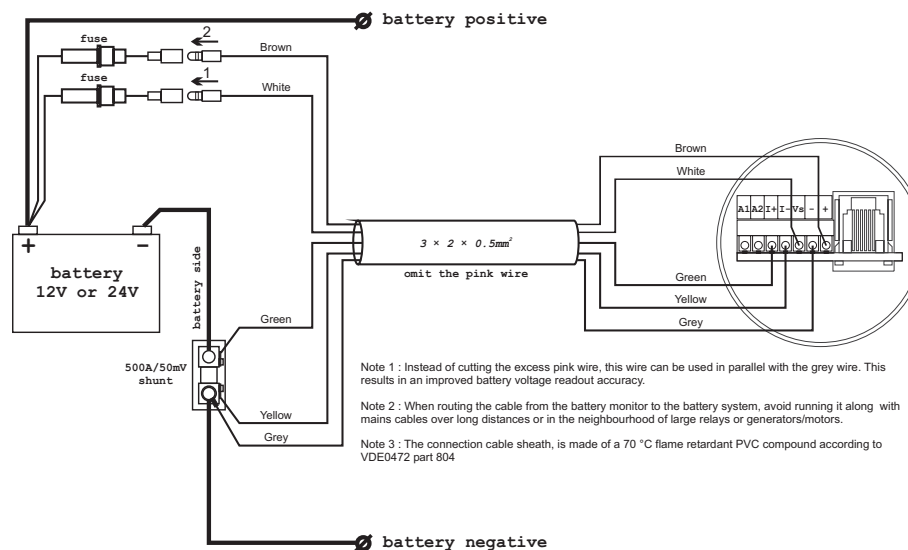 battery positive
fuse
2
Brown
fuse
1
White
Brown
White
A1 A2 I+ I- Vs - +
3 × 2 × 0.5mm²
omit the pink wire
+ -
battery
12V or 24V
battery side
Green
Yellow
Grey
Green
500A/50mV
shunt
Yellow
Grey
Note 1 : Instead of cutting the excess pink wire, this wire can be used in parallel with the grey wire. This
results in an improved battery voltage readout accuracy.
Note 2 : When routing the cable from the battery monitor to the battery system, avoid running it along with
mains cables over long distances or in the neighbourhood of large relays or generators/motors.
Note 3 : The connection cable sheath, is made of a 70 °C flame retardant PVC compound according to
VDE0472 part 804
battery negative